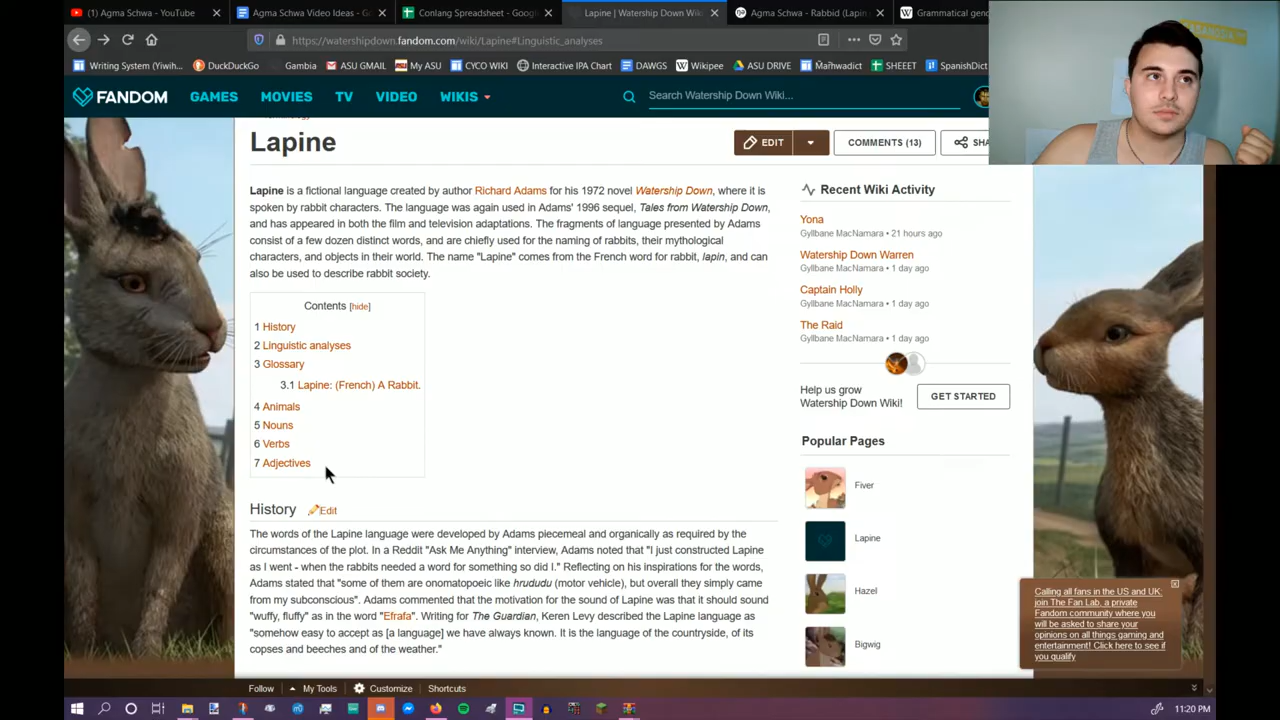 (1) Agma Schwa - YouTube
Agma Schwa Video Ideas - G
Conlang Spreadsheet - Googl
Lapine | Watership Down Wik
Agma Schwa - Rabbid (Lapin
Grammatical gend
https://watershipdown.fandom.com/wiki/Lapine#Linguistic_analyses
Writing System (Yiwih...
DuckDuckGo
Gambia
ASU GMAIL
My ASU
CYCO WIKI
Interactive IPA Chart
DAWGS
Wikipee
ASU DRIVE
SHEEET
SpanishDict
FANDOM
GAMES
MOVIES
TV
VIDEO
WIKIS
Search Watership Down Wiki...
Lapine
EDIT
COMMENTS (13)
SHA
Lapine is a fictional language created by author Richard Adams for his 1972 novel Watership Down, where it is
spoken by rabbit characters. The language was again used in Adams' 1996 sequel, Tales from Watership Down,
and has appeared in both the film and television adaptations. The fragments of language presented by Adams
consist of a few dozen distinct words, and are chiefly used for the naming of rabbits, their mythological
characters, and objects in their world. The name "Lapine" comes from the French word for rabbit, lapin, and can
also be used to describe rabbit society.
Contents [hide]
1 History
2 Linguistic analyses
3 Glossary
3.1 Lapine: (French) A Rabbit.
4 Animals
5 Nouns
6 Verbs
7 Adjectives
History
Edit
The words of the Lapine language were developed by Adams piecemeal and organically as required by the
circumstances of the plot. In a Reddit "Ask Me Anything" interview, Adams noted that "I just constructed Lapine
as I went - when the rabbits needed a word for something so did I." Reflecting on his inspirations for the words,
Adams stated that "some of them are onomatopoeic like hrududu (motor vehicle), but overall they simply came
from my subconscious". Adams commented that the motivation for the sound of Lapine was that it should sound
"wuffy, fluffy" as in the word "Efrafa". Writing for The Guardian, Keren Levy described the Lapine language as
"somehow easy to accept as [a language] we have always known. It is the language of the countryside, of its
copses and beeches and of the weather."
Recent Wiki Activity
Yona
Gyllbane MacNamara • 21 hours ago
Watership Down Warren
Gyllbane MacNamara • 1 day ago
Captain Holly
Gyllbane MacNamara • 1 day ago
The Raid
Gyllbane MacNamara • 1 day ago
Help us grow
Watership Down Wiki!
GET STARTED
Popular Pages
Fiver
Lapine
Hazel
Bigwig
Calling all fans in the US and UK:
join The Fan Lab, a private
Fandom community where you
will be asked to share your
opinions on all things gaming and
entertainment! Click here to see if
you qualify
Follow
My Tools
Customize
Shortcuts
11:20 PM